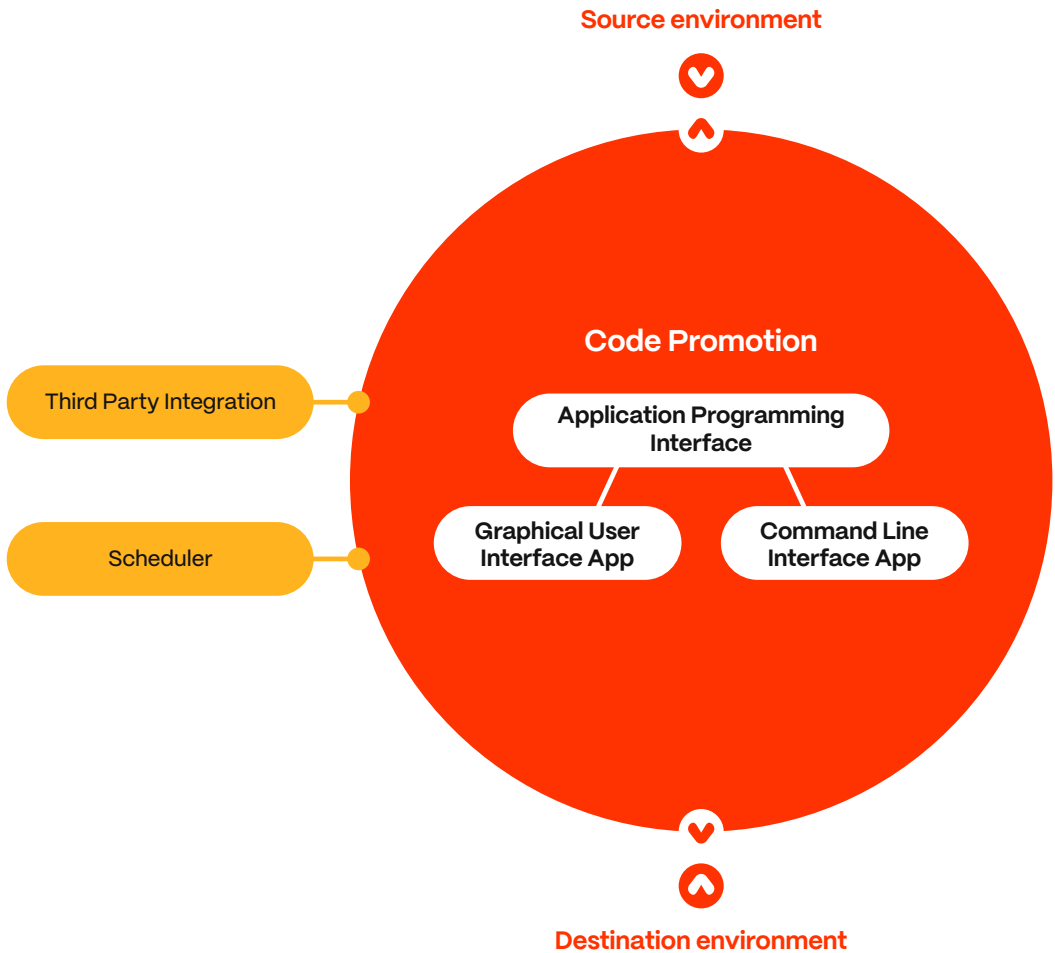 Source environment
Code Promotion
Third Party Integration
Application Programming
Interface
Graphical User
Interface App
Command Line
Interface App
Scheduler
Destination environment